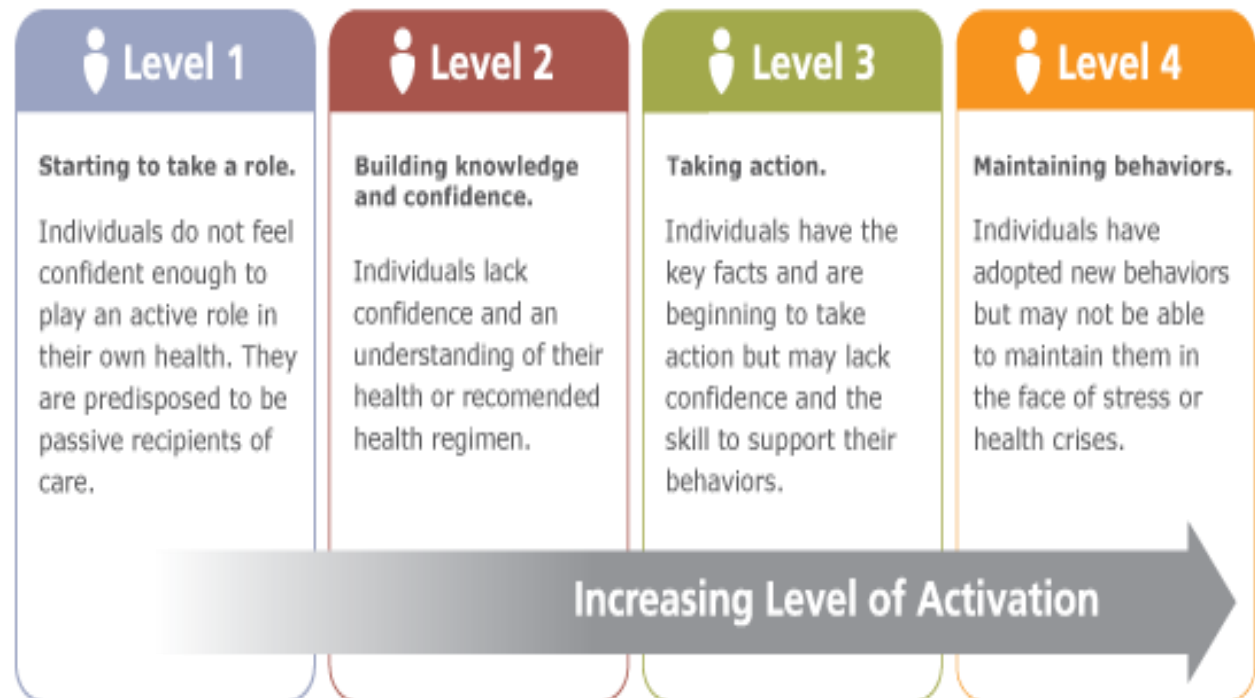 Level 1
Starting to take a role.
Individuals do not feel
confident enough to
play an active role in
their own health. They
are predisposed to be
passive recipients of
care.
Level 2
Building knowledge
and confidence.
Individuals lack
confidence and an
understanding of their
health or recomended
health regimen.
Level 3
Taking action.
Individuals have the
key facts and are
beginning to take
action but may lack
confidence and the
skill to support their
behaviors.
Level 4
Maintaining behaviors.
Individuals have
adopted new behaviors
but may not be able
to maintain them in
the face of stress or
health crises.
Increasing Level of Activation